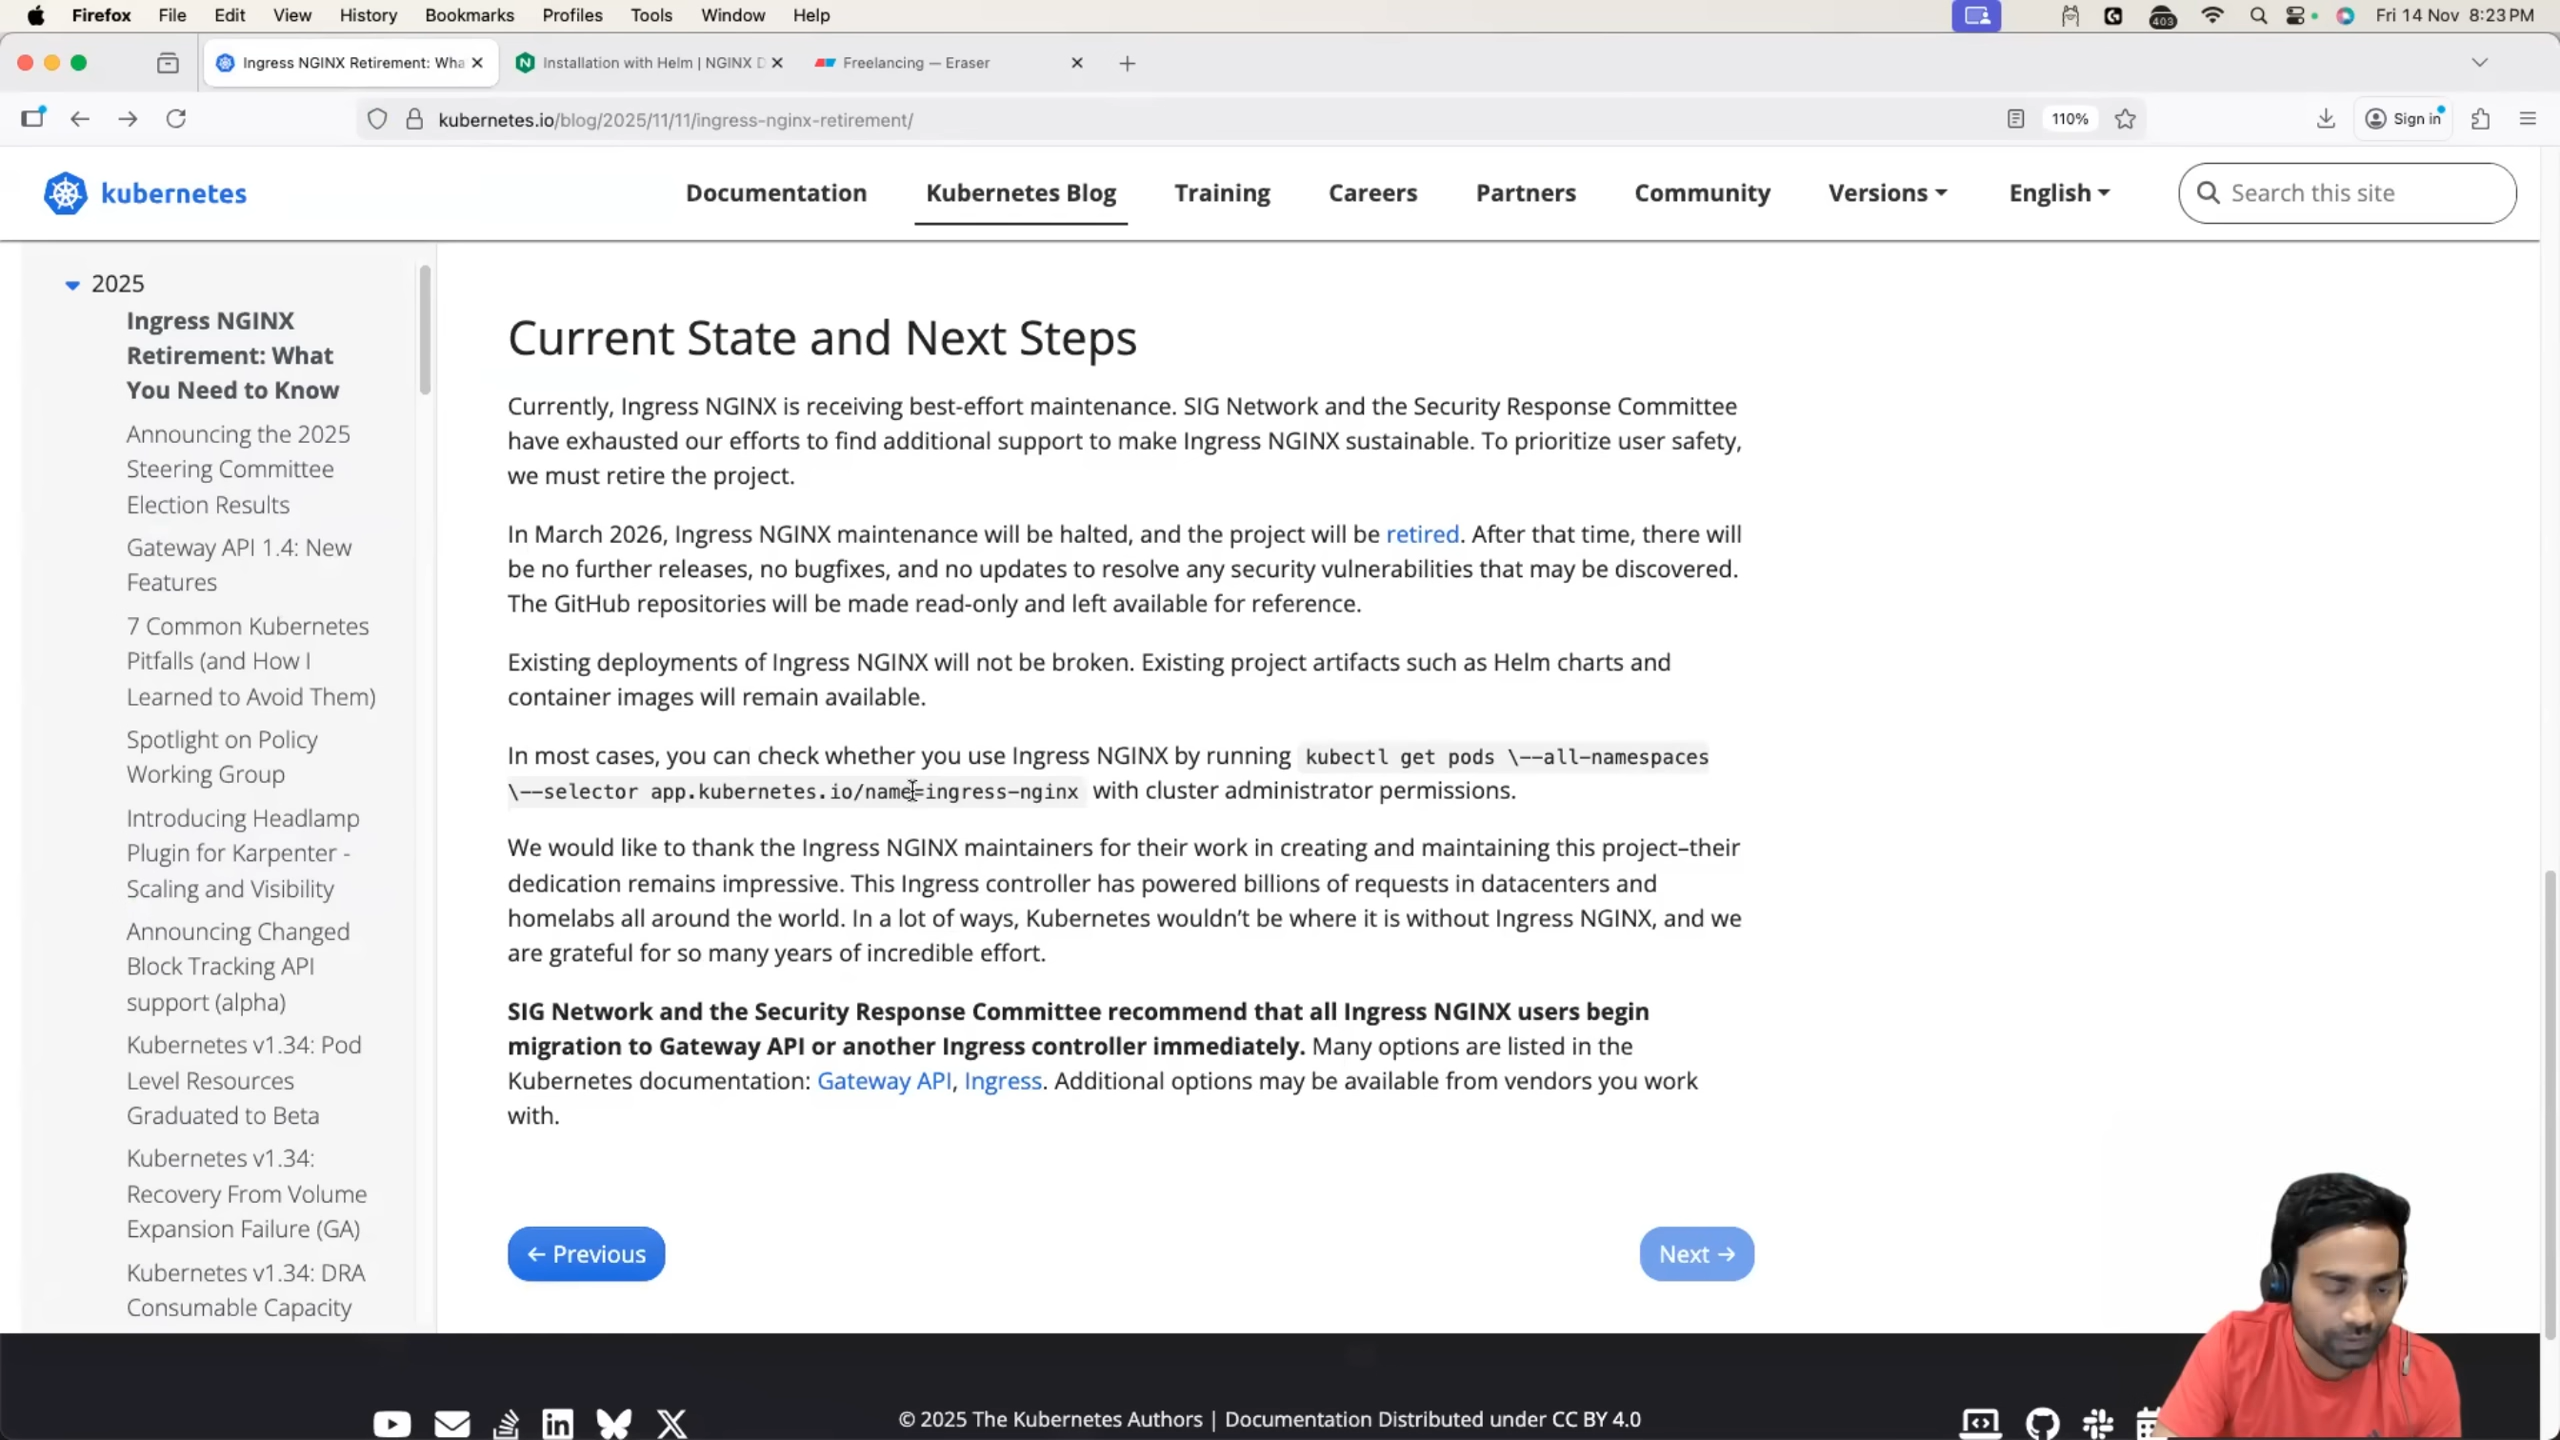 Firefox File Edit View History Bookmarks Profiles Tools Window Help
403
Fri 14 Nov 8:23 PM
Ingress NGINX Retirement: Wha
Installation with Helm | NGINX D
Freelancing — Eraser
kubernetes.io/blog/2025/11/11/ingress-nginx-retirement/
110%
Sign in
kubernetes
Documentation
Kubernetes Blog
Training
Careers
Partners
Community
Versions
English
Search this site
2025
Ingress NGINX
Retirement: What
You Need to Know
Announcing the 2025
Steering Committee
Election Results
Gateway API 1.4: New
Features
7 Common Kubernetes
Pitfalls (and How I
Learned to Avoid Them)
Spotlight on Policy
Working Group
Introducing Headlamp
Plugin for Karpenter -
Scaling and Visibility
Announcing Changed
Block Tracking API
support (alpha)
Kubernetes v1.34: Pod
Level Resources
Graduated to Beta
Kubernetes v1.34:
Recovery From Volume
Expansion Failure (GA)
Kubernetes v1.34: DRA
Consumable Capacity
Current State and Next Steps
Currently, Ingress NGINX is receiving best-effort maintenance. SIG Network and the Security Response Committee
have exhausted our efforts to find additional support to make Ingress NGINX sustainable. To prioritize user safety,
we must retire the project.
In March 2026, Ingress NGINX maintenance will be halted, and the project will be retired. After that time, there will
be no further releases, no bugfixes, and no updates to resolve any security vulnerabilities that may be discovered.
The GitHub repositories will be made read-only and left available for reference.
Existing deployments of Ingress NGINX will not be broken. Existing project artifacts such as Helm charts and
container images will remain available.
In most cases, you can check whether you use Ingress NGINX by running kubectl get pods \--all-namespaces
\--selector app.kubernetes.io/name=ingress-nginx with cluster administrator permissions.
We would like to thank the Ingress NGINX maintainers for their work in creating and maintaining this project–their
dedication remains impressive. This Ingress controller has powered billions of requests in datacenters and
homelabs all around the world. In a lot of ways, Kubernetes wouldn’t be where it is without Ingress NGINX, and we
are grateful for so many years of incredible effort.
SIG Network and the Security Response Committee recommend that all Ingress NGINX users begin
migration to Gateway API or another Ingress controller immediately. Many options are listed in the
Kubernetes documentation: Gateway API, Ingress. Additional options may be available from vendors you work
with.
← Previous
Next →
© 2025 The Kubernetes Authors | Documentation Distributed under CC BY 4.0